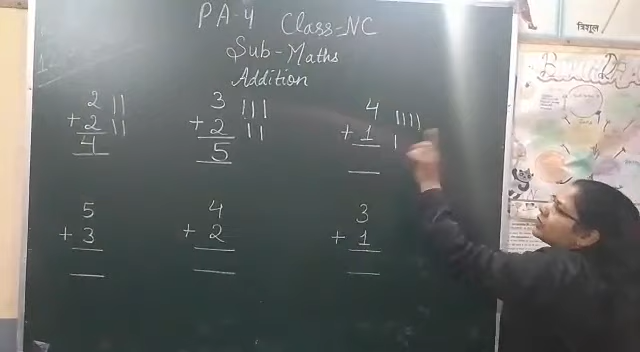 PA-4 Class=NC
Sub-Maths
Addition
2 || 3 ||| 4 ||||
+ 2 || + 2 || + 1 |
4 5
5 4 3
+ 3 + 2 + 1
त्रिशूल